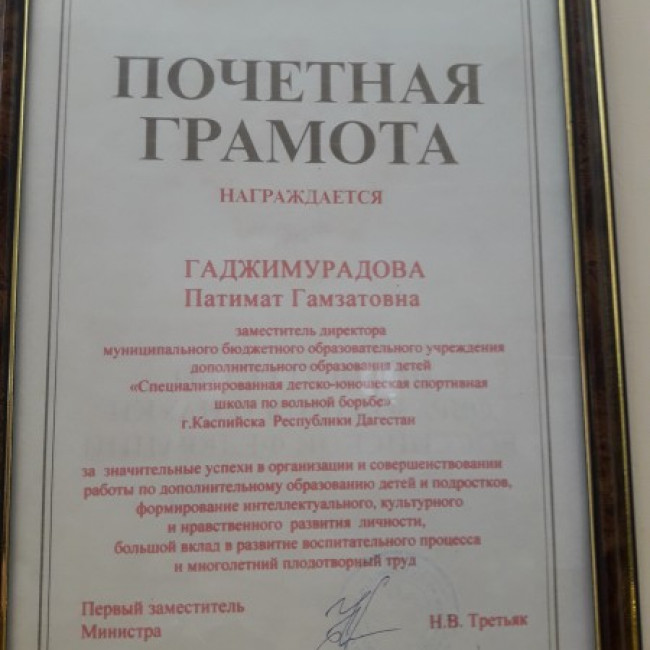 ПОЧЕТНАЯ
ГРАМОТА
НАГРАЖДАЕТСЯ
ГАДЖИМУРАДОВА
Патимат Гамзатовна
заместитель директора
муниципального бюджетного образовательного учреждения
дополнительного образования детей
«Специализированная детско-юношеская спортивная
школа по вольной борьбе»
г.Каспийска Республики Дагестан
за значительные успехи в организации и совершенствовании
работы по дополнительному образованию детей и подростков,
формирование интеллектуального, культурного
и нравственного развития личности,
большой вклад в развитие воспитательного процесса
и многолетний плодотворный труд
Первый заместитель
Министра
Н.В. Третьяк